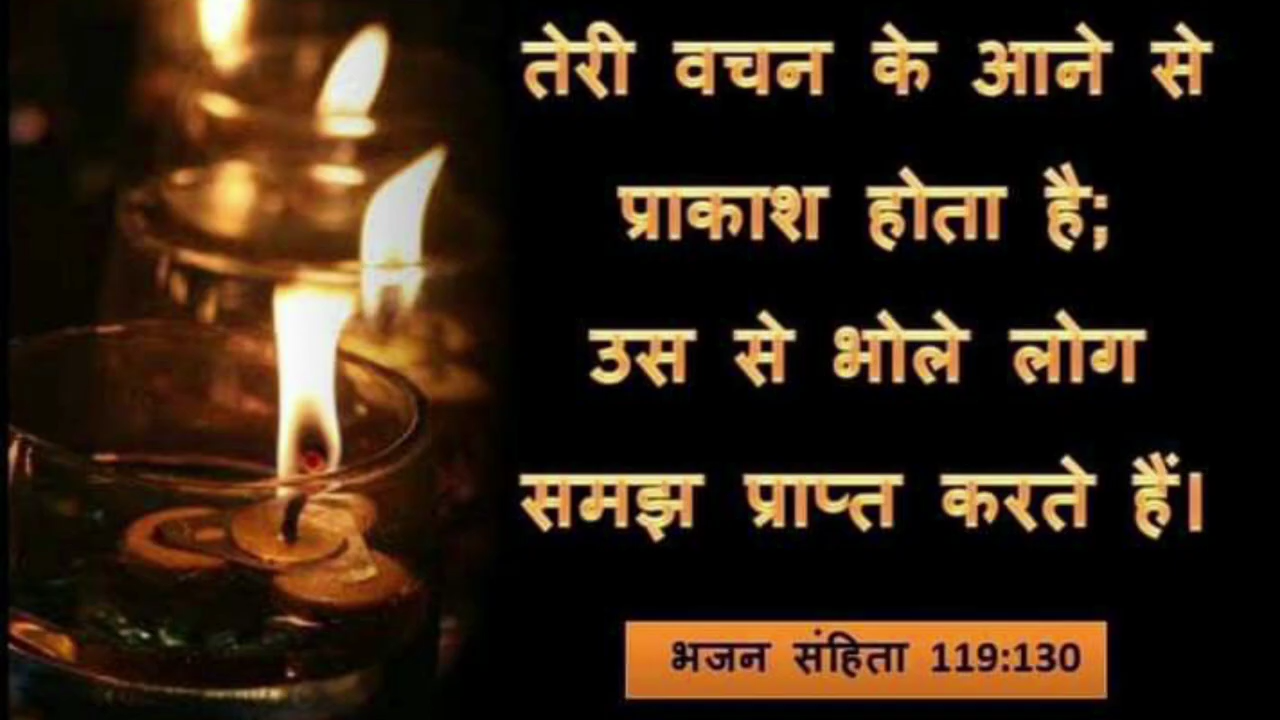 तेरी वचन के आने से
प्राकाश होता है;
उस से भोले लोग
समझ प्राप्त करते हैं।
भजन संहिता 119:130